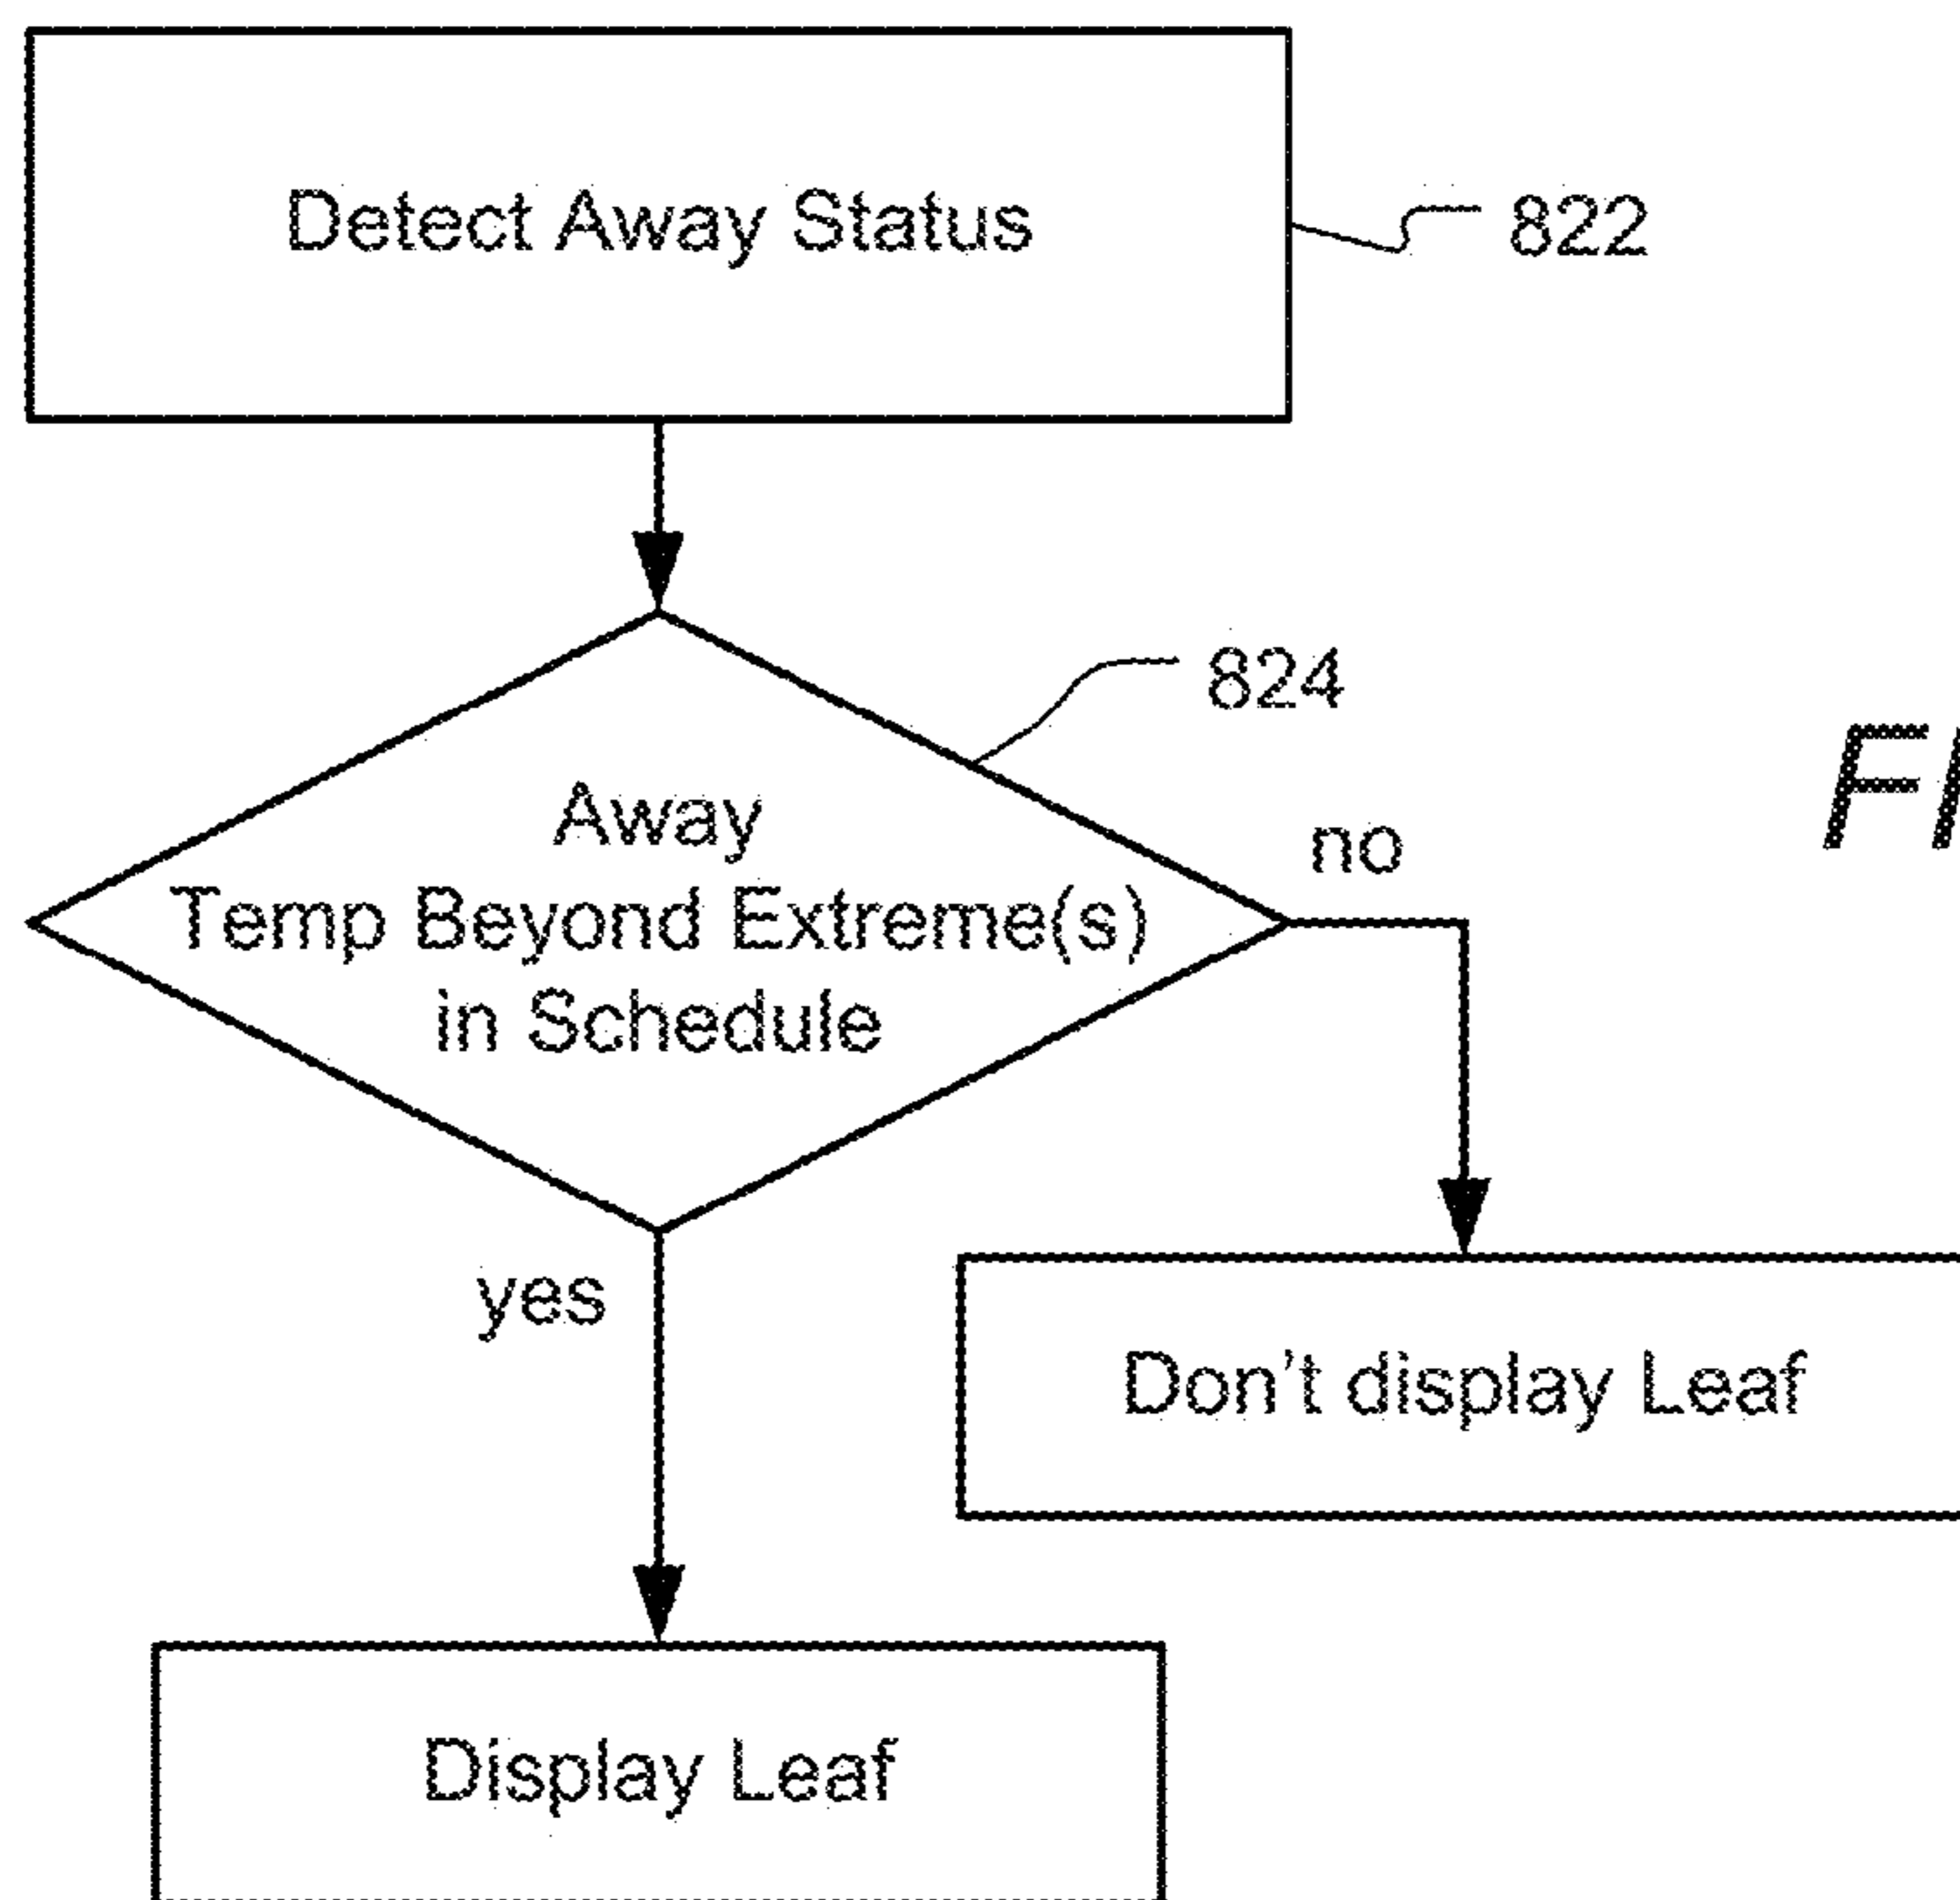 Detect Away Status
822
824
Away
Temp Beyond Extreme(s)
in Schedule
no
yes
Don't display Leaf
Display Leaf